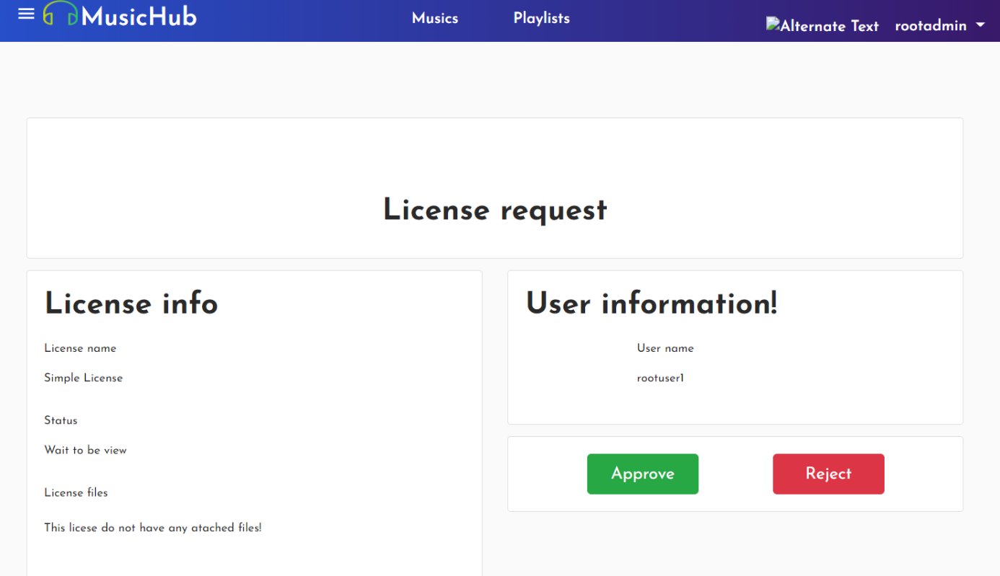 MusicHub
Musics
Playlists
Alternate Text
rootadmin
License request
License info
License name
Simple License
Status
Wait to be view
License files
This licese do not have any atached files!
User information!
User name
rootuser1
Approve
Reject